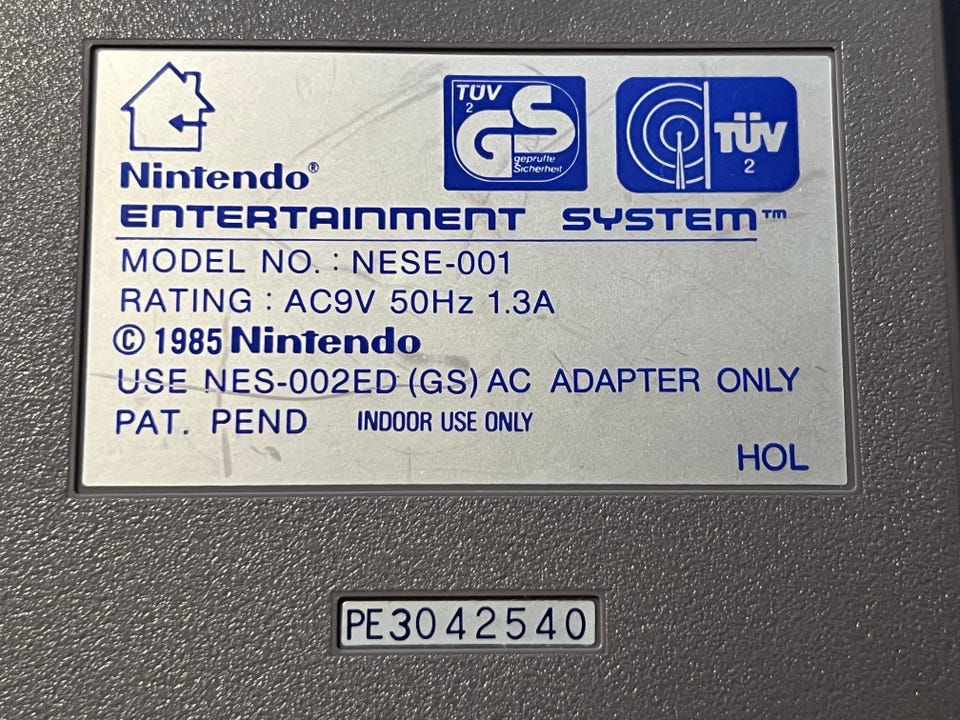 TÜV
2
GS
geprüfte
Sicherheit
TÜV
2
Nintendo®
ENTERTAINMENT SYSTEM™
MODEL NO. : NESE-001
RATING : AC9V 50Hz 1.3A
© 1985 Nintendo
USE NES-002ED (GS) AC ADAPTER ONLY
PAT. PEND INDOOR USE ONLY
HOL
PE3042540